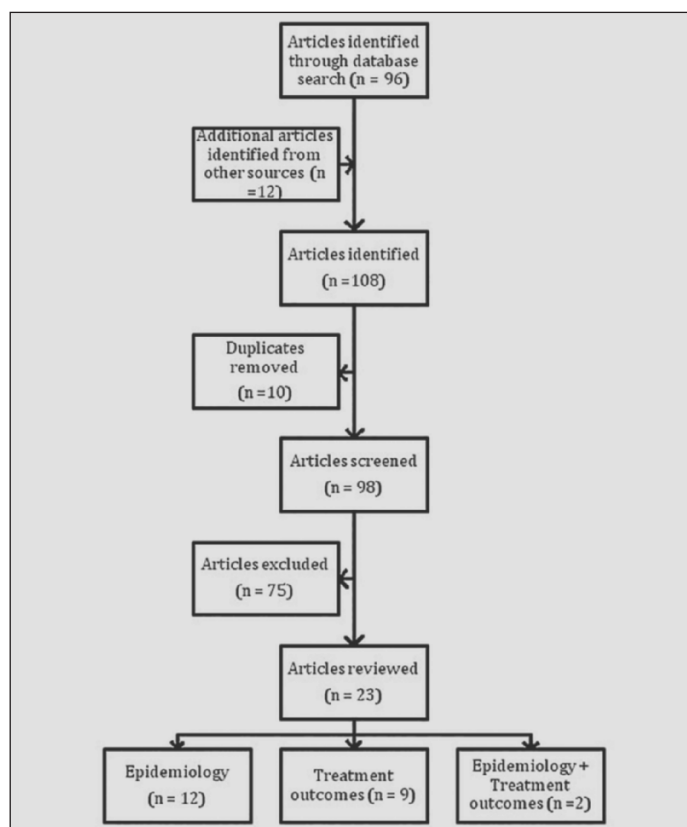 Articles identified
through database
search (n = 96)
Additional articles
identified from
other sources (n
=12)
Articles identified
(n =108)
Duplicates
removed
(n =10)
Articles screened
(n = 98)
Articles excluded
(n = 75)
Articles reviewed
(n = 23)
Epidemiology
(n = 12)
Treatment
outcomes (n = 9)
Epidemiology +
Treatment
outcomes (n =2)